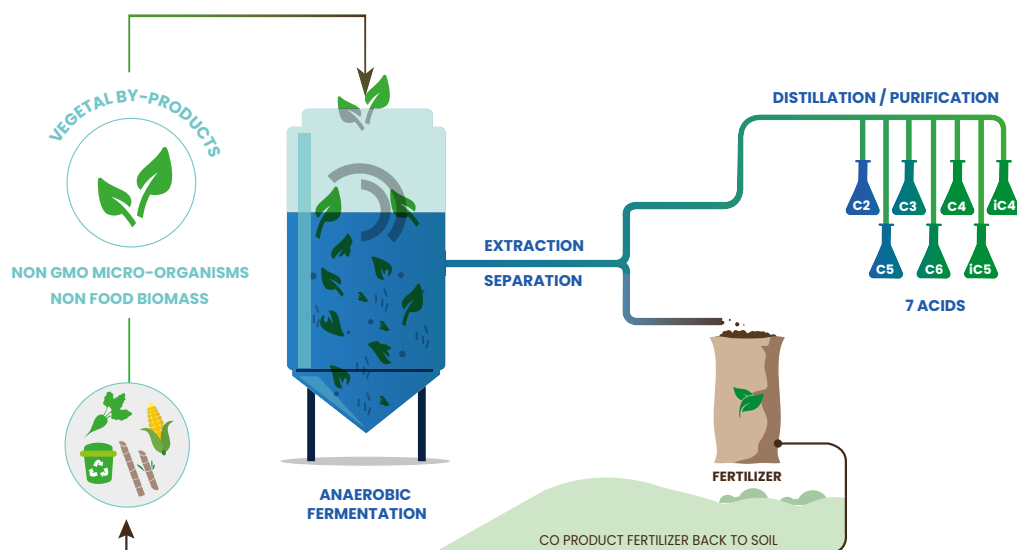 VEGETAL BY-PRODUCTS
NON GMO MICRO-ORGANISMS
NON FOOD BIOMASS
ANAEROBIC
FERMENTATION
EXTRACTION
SEPARATION
DISTILLATION / PURIFICATION
C2
C3
C4
iC4
C5
C6
iC5
7 ACIDS
FERTILIZER
CO PRODUCT FERTILIZER BACK TO SOIL